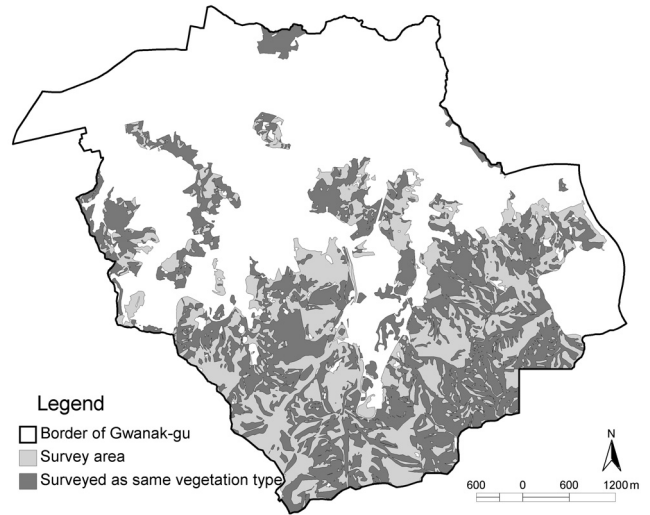 Legend
Border of Gwanak-gu
Survey area
Surveyed as same vegetation type
N
600 0 600 1200 m